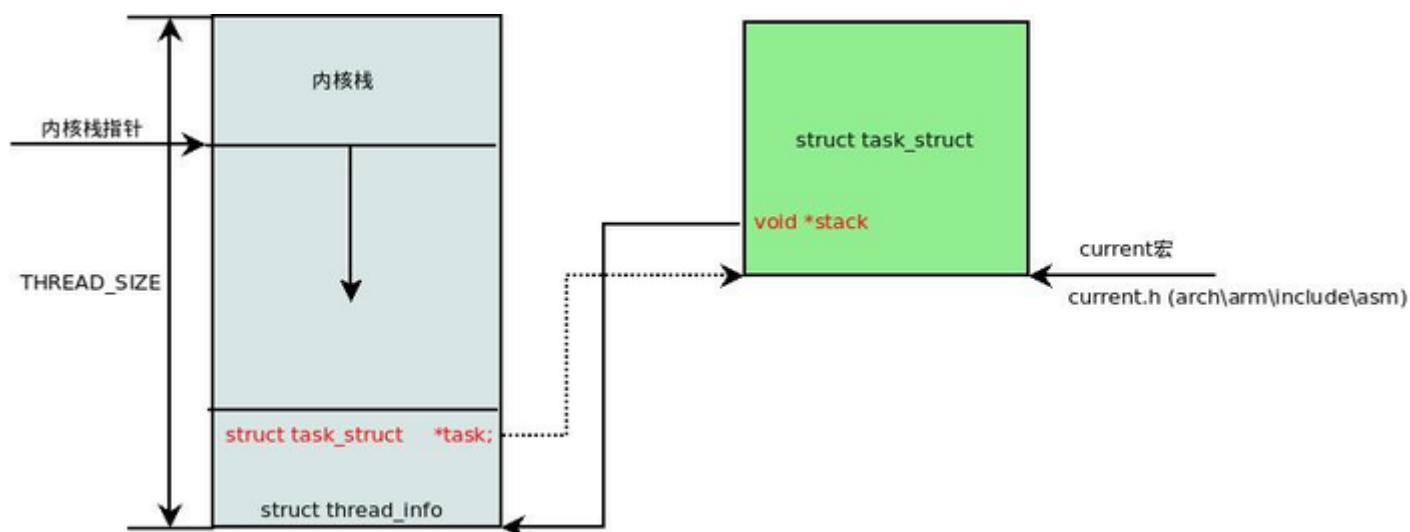 内核栈
内核栈指针
THREAD_SIZE
struct task_struct *task;
struct thread_info
struct task_struct
void *stack
current宏
current.h (arch\arm\include\asm)